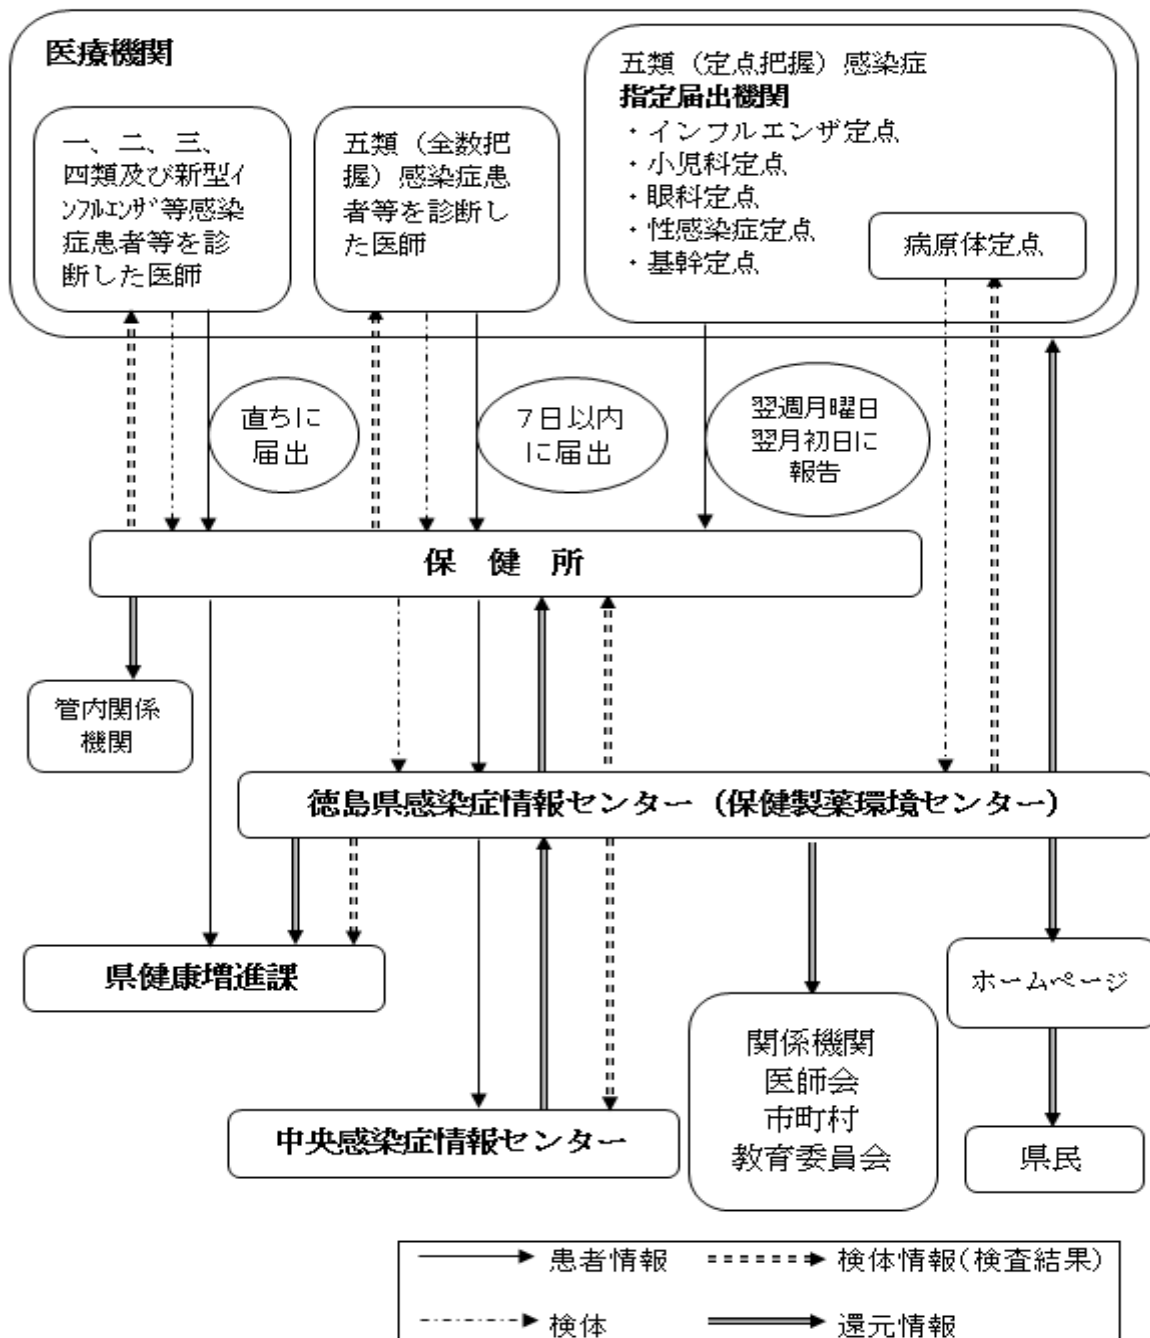 医療機関
一、二、三、
四類及び新型イ
ﾝﾌﾙｴﾝｻﾞ等感染
症患者等を診
断した医師
五類（全数把
握）感染症患
者等を診断し
た医師
五類（定点把握）感染症
指定届出機関
・インフルエンザ定点
・小児科定点
・眼科定点
・性感染症定点
・基幹定点
病原体定点
直ちに
届出
７日以内
に届出
翌週月曜日
翌月初日に
報告
保　健　所
管内関係
機関
徳島県感染症情報センター（保健製薬環境センター）
県健康増進課
ホームページ
関係機関
医師会
市町村
教育委員会
中央感染症情報センター
県民
患者情報
検体情報(検査結果)
検体
還元情報